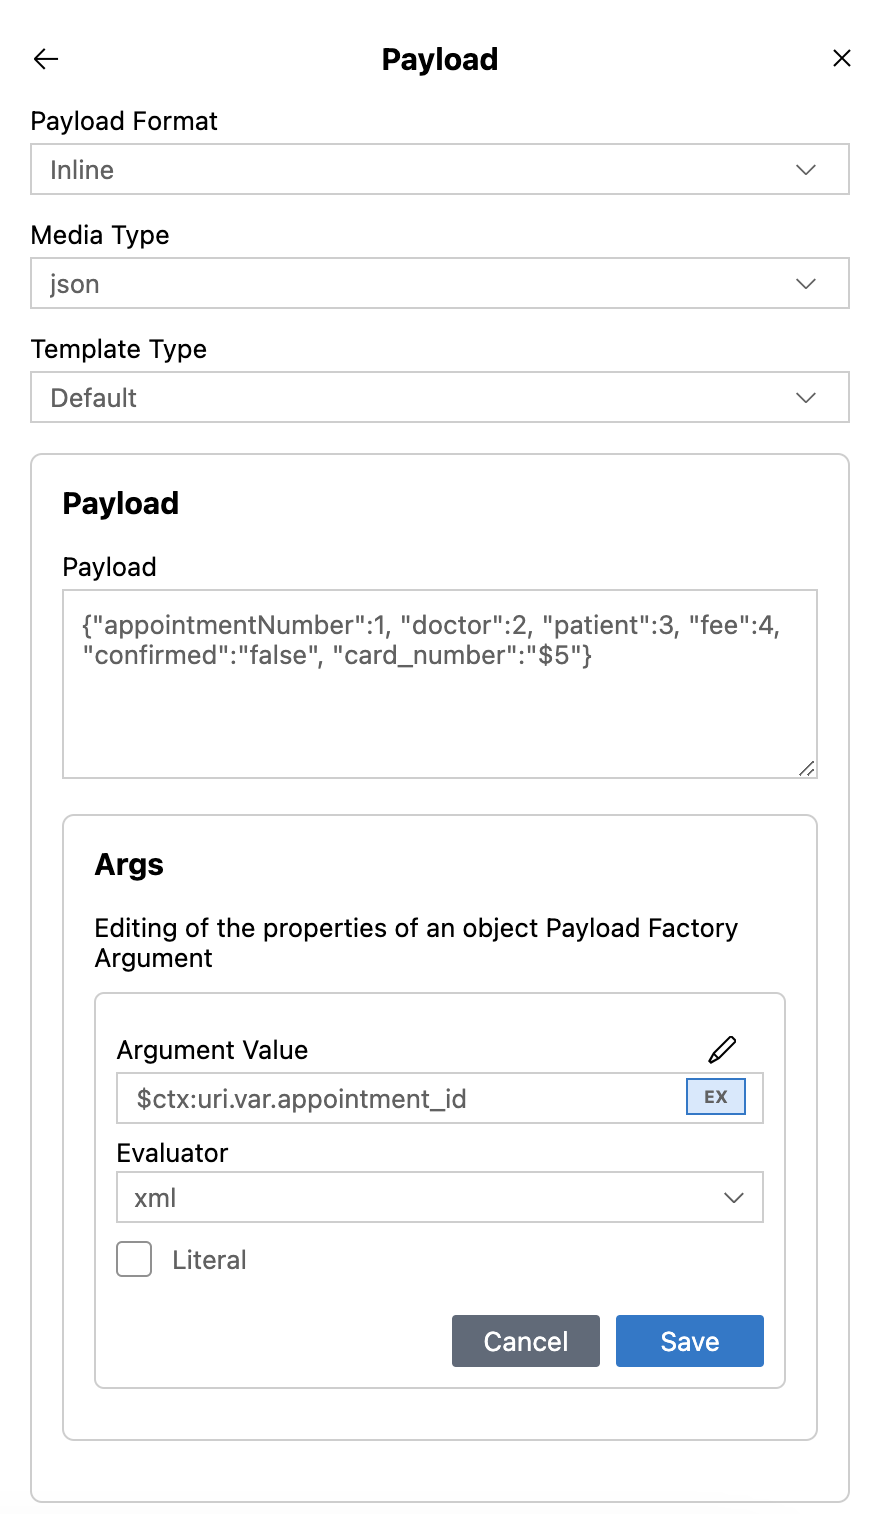 Payload
Payload Format
Inline
Media Type
json
Template Type
Default
Payload
Payload
{"appointmentNumber":1, "doctor":2, "patient":3, "fee":4,
"confirmed":"false", "card_number":"$5"}
Args
Editing of the properties of an object Payload Factory
Argument
Argument Value
$ctx:uri.var.appointment_id EX
Evaluator
xml
Literal
Cancel Save